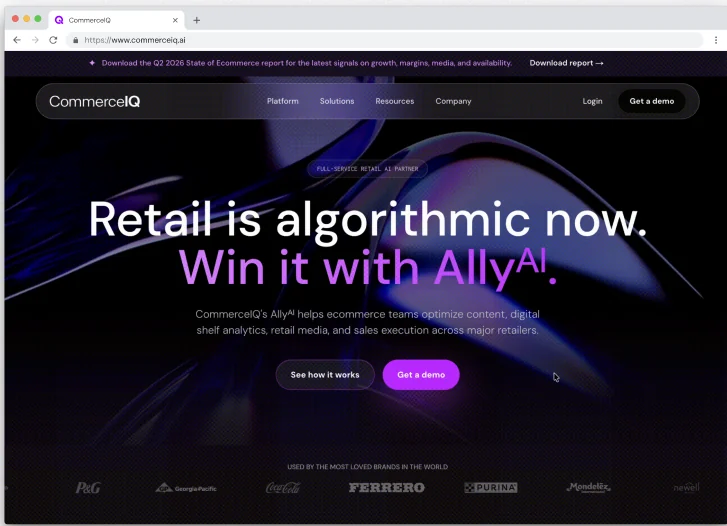 CommerceIQ
https://www.commerceiq.ai
Download the Q2 2026 State of Ecommerce report for the latest signals on growth, margins, media, and availability. Download report →
CommerceIQ Platform Solutions Resources Company Login Get a demo
FULL-SERVICE RETAIL AI PARTNER
Retail is algorithmic now.
Win it with Allyᴬᴵ.
CommerceIQ's Allyᴬᴵ helps ecommerce teams optimize content, digital
shelf analytics, retail media, and sales execution across major retailers.
See how it works Get a demo
USED BY THE MOST LOVED BRANDS IN THE WORLD
P&G Georgia-Pacific Coca-Cola FERRERO PURINA Mondelēz newell